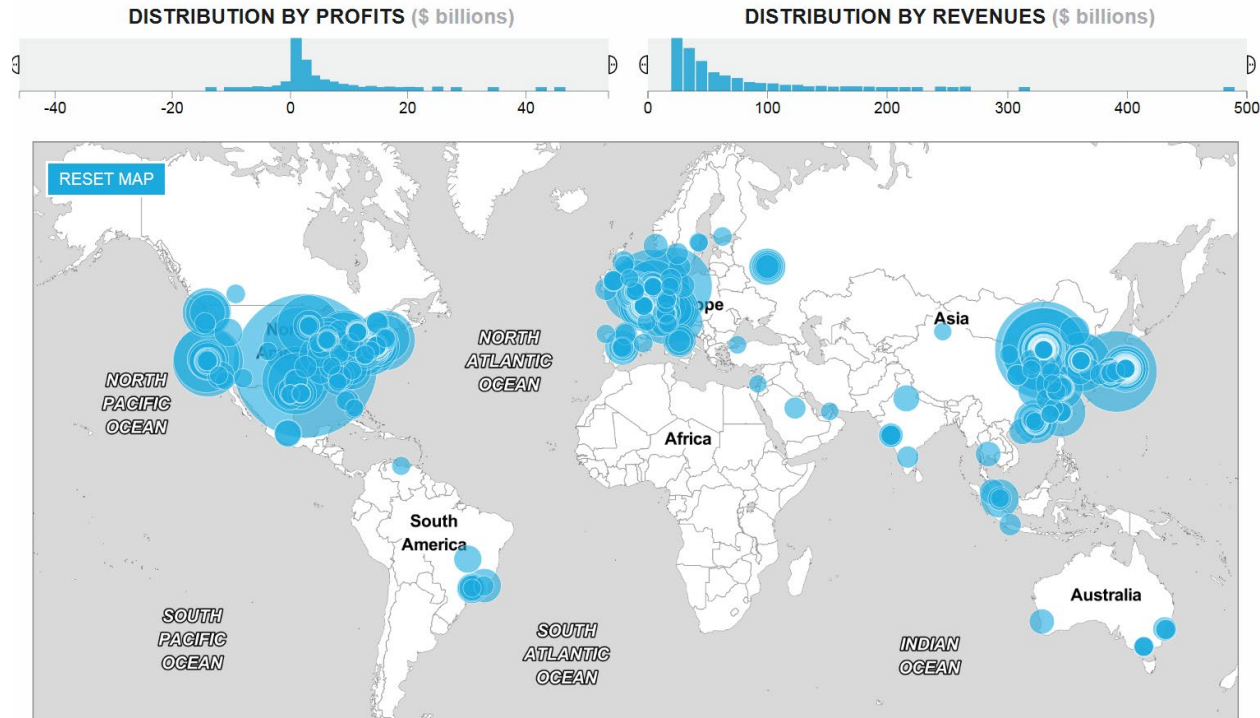 DISTRIBUTION BY PROFITS ($ billions)
-40 -20 0 20 40
DISTRIBUTION BY REVENUES ($ billions)
0 100 200 300 400 500
RESET MAP
NORTH
PACIFIC
OCEAN
NORTH
ATLANTIC
OCEAN
ope
Asia
Africa
South
America
SOUTH
PACIFIC
OCEAN
SOUTH
ATLANTIC
OCEAN
INDIAN
OCEAN
Australia